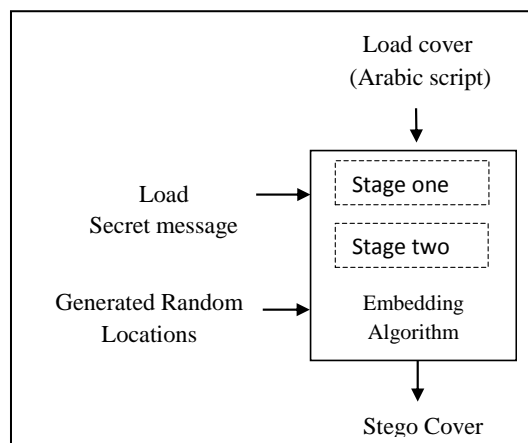 Load cover
(Arabic script)
Stage one
Load
Secret message
Stage two
Generated Random
Locations
Embedding
Algorithm
Stego Cover